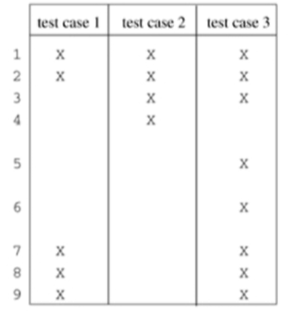 test case 1 test case 2 test case 3
1 X X X
2 X X X
3 X X
4 X
5 X
6 X
7 X X
8 X X
9 X X